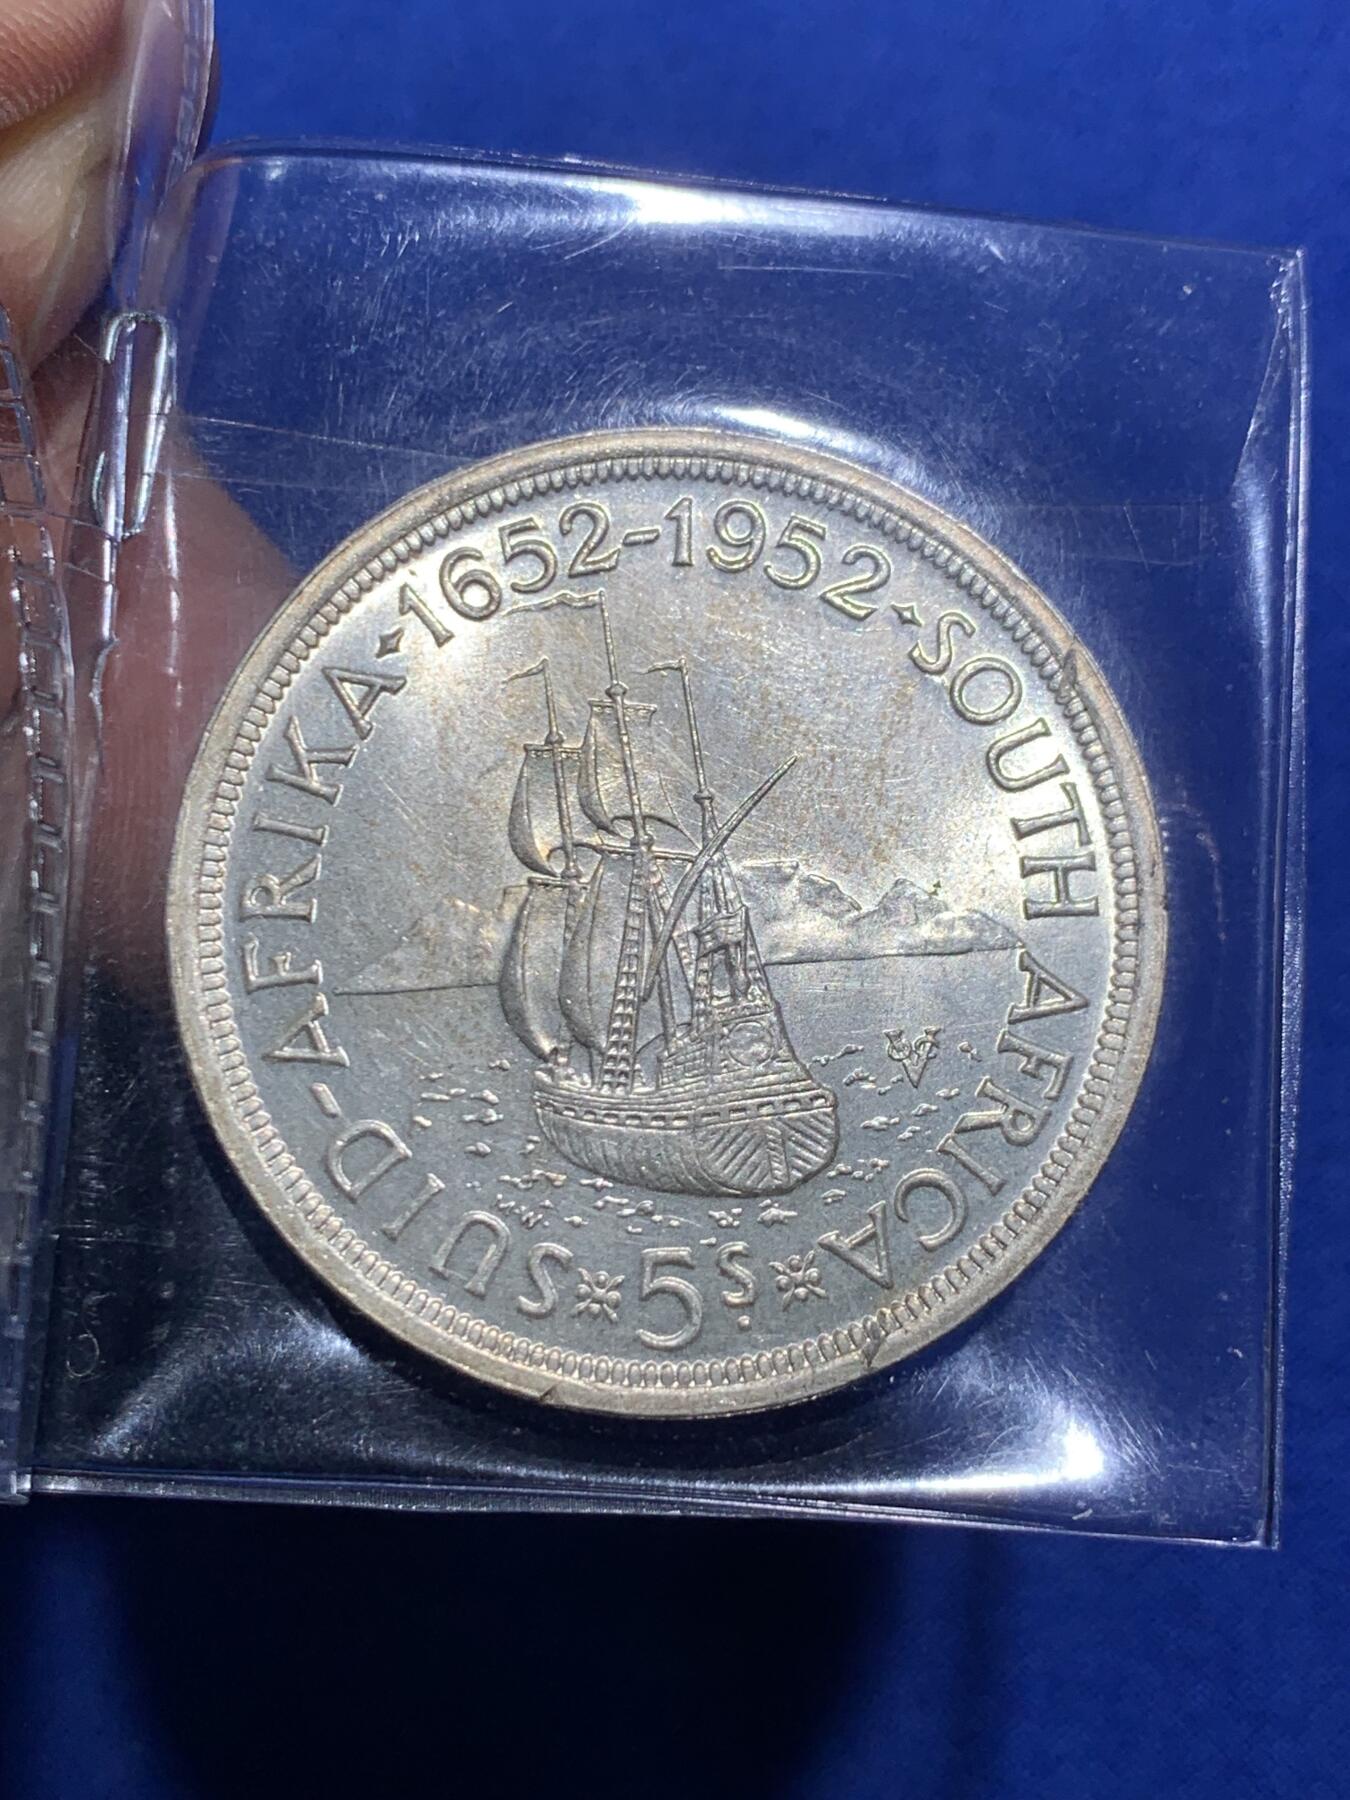 1652-1952
SOUTH AFRICA
5S.
SUID-AFRIKA